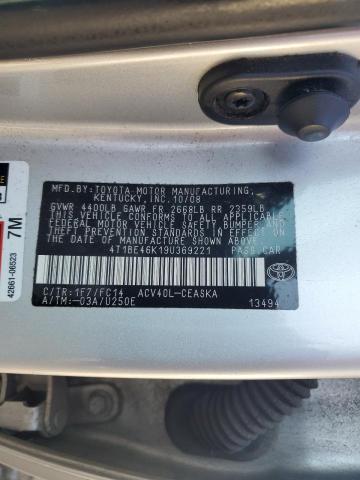 MFD.BY:TOYOTA MOTOR MANUFACTURING,
KENTUCKY, INC. 10/08
GVWR 4400LB GAWR FR 2668LB RR 2359LB
THIS VEHICLE CONFORMS TO ALL APPLICABLE
FEDERAL MOTOR VEHICLE SAFETY, BUMPER, AND
THEFT PREVENTION STANDARDS IN EFFECT ON
THE DATE OF MANUFACTURE SHOWN ABOVE.
4T1BE46K19U369221 PASS.CAR
C/TR:1F7/FC14 ACV40L-CEASKA
A/TM:-03A/U250E 13494
7M
42661-06523